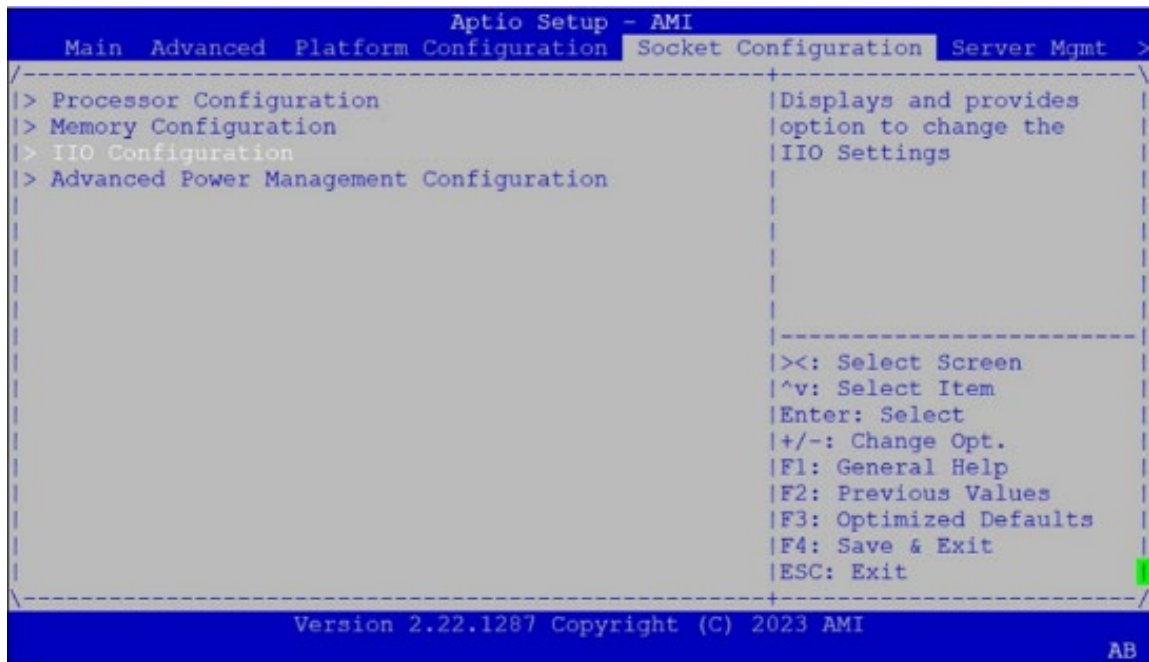 Aptio Setup - AMI
Main Advanced Platform Configuration Socket Configuration Server Mgmt >
> Processor Configuration
> Memory Configuration
> IIO Configuration
> Advanced Power Management Configuration
Displays and provides
option to change the
IIO Settings
><: Select Screen
^v: Select Item
Enter: Select
+/-: Change Opt.
F1: General Help
F2: Previous Values
F3: Optimized Defaults
F4: Save & Exit
ESC: Exit
Version 2.22.1287 Copyright (C) 2023 AMI
AB